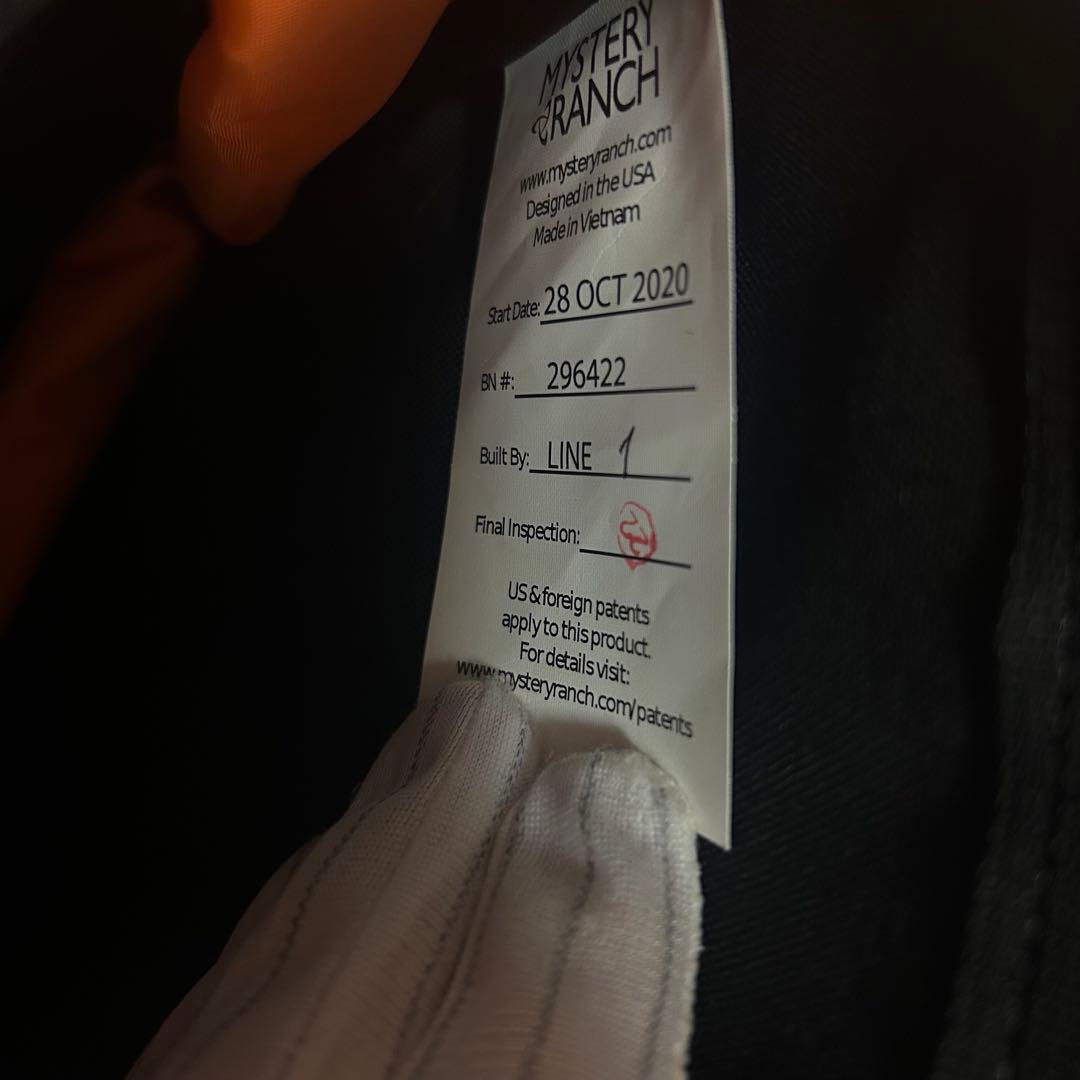 MYSTERY
RANCH
www.mysteryranch.com
Designed in the USA
Made in Vietnam
Start Date: 28 OCT 2020
BN #: 296422
Built By: LINE 1
Final Inspection:
US & foreign patents
apply to this product.
For details visit:
www.mysteryranch.com/patents